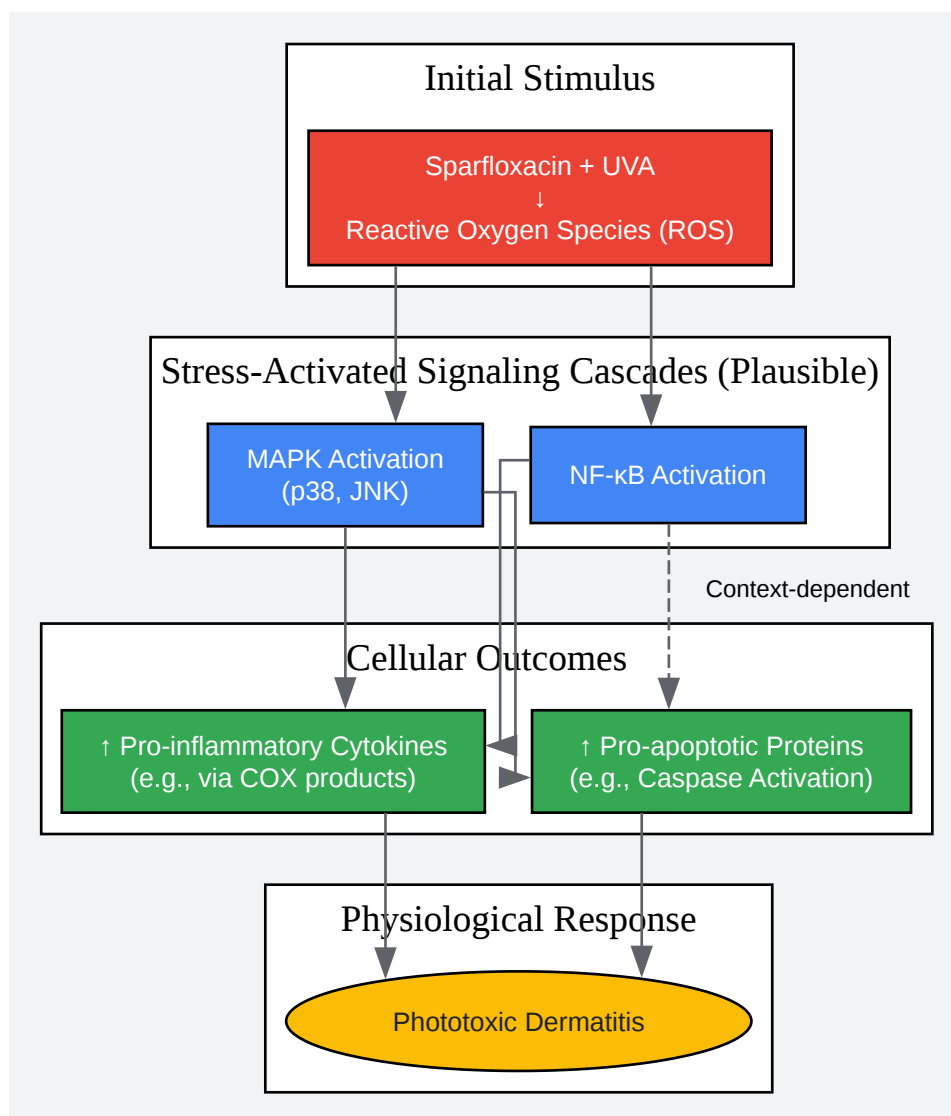 Initial Stimulus
Sparfloxacin + UVA
↓
Reactive Oxygen Species (ROS)
Stress-Activated Signaling Cascades (Plausible)
MAPK Activation
(p38, JNK)
NF-κB Activation
Context-dependent
Cellular Outcomes
↑ Pro-inflammatory Cytokines
(e.g., via COX products)
↑ Pro-apoptotic Proteins
(e.g., Caspase Activation)
Physiological Response
Phototoxic Dermatitis